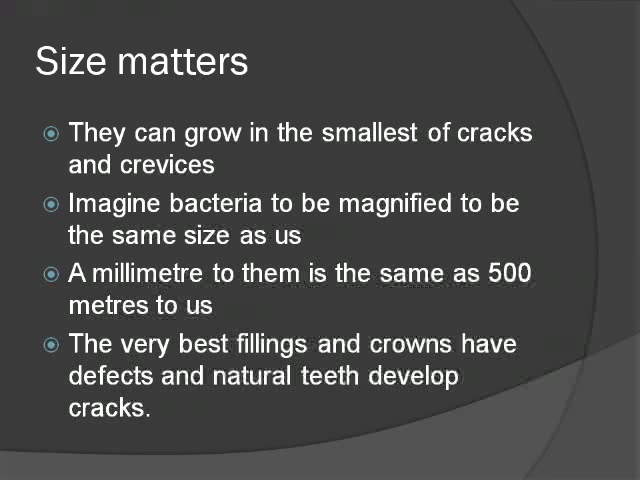 Size matters
They can grow in the smallest of cracks
and crevices
Imagine bacteria to be magnified to be
the same size as us
A millimetre to them is the same as 500
metres to us
The very best fillings and crowns have
defects and natural teeth develop
cracks.